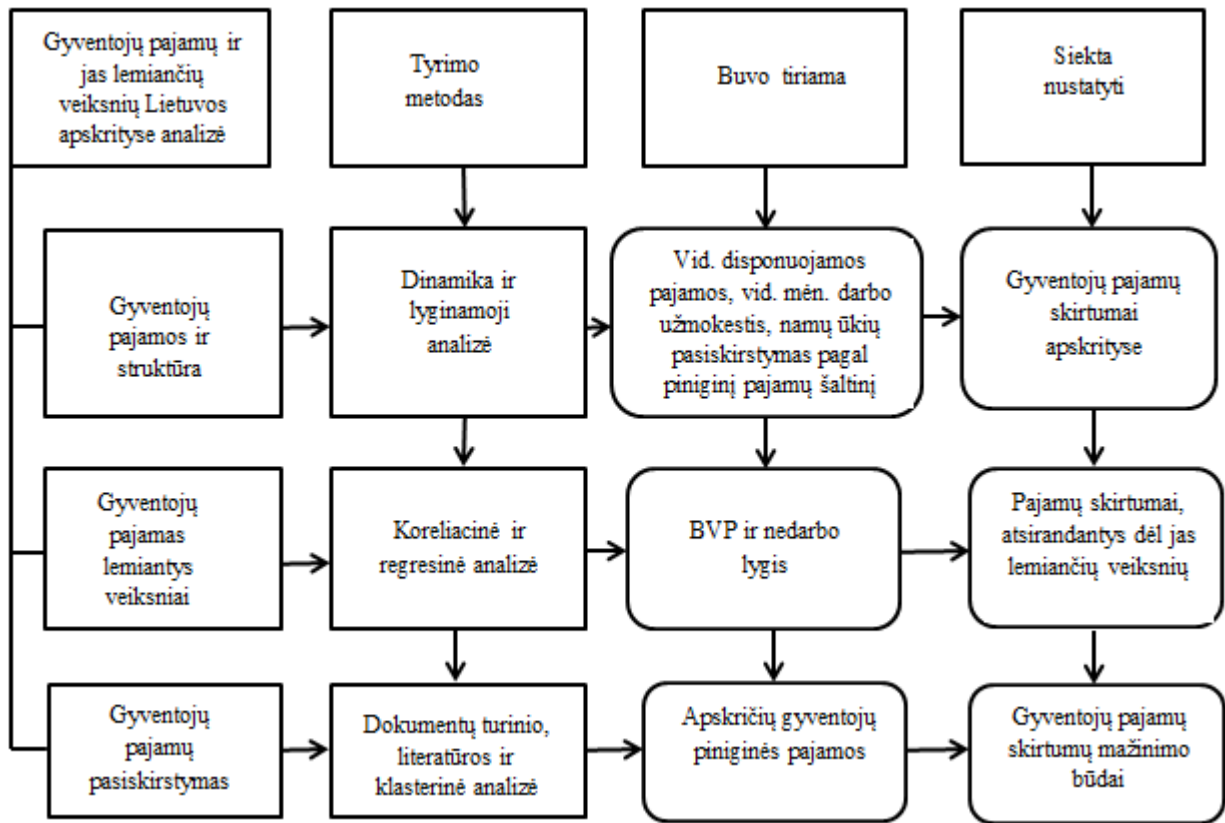 Gyventojų pajamų ir
jas lemiančių
veiksnių Lietuvos
apskrityse analizė
Tyrimo
metodas
Buvo tiriama
Siekta
nustatyti
Gyventojų
pajamos ir
struktūra
Dinamika ir
lyginamoji
analizė
Vid. disponuojamos
pajamos, vid. mėn. darbo
užmokestis, namų ūkių
pasiskirstymas pagal
piniginį pajamų šaltinį
Gyventojų pajamų
skirtumai
apskrityse
Gyventojų
pajamas
lemiantys
veiksniai
Koreliacinė ir
regresinė analizė
BVP ir nedarbo
lygis
Pajamų skirtumai,
atsirandantys dėl jas
lemiančių veiksnių
Gyventojų
pajamų
pasiskirstymas
Dokumentų turinio,
literatūros ir
klasterinė analizė
Apskričių gyventojų
piniginės pajamos
Gyventojų pajamų
skirtumų mažinimo
būdai